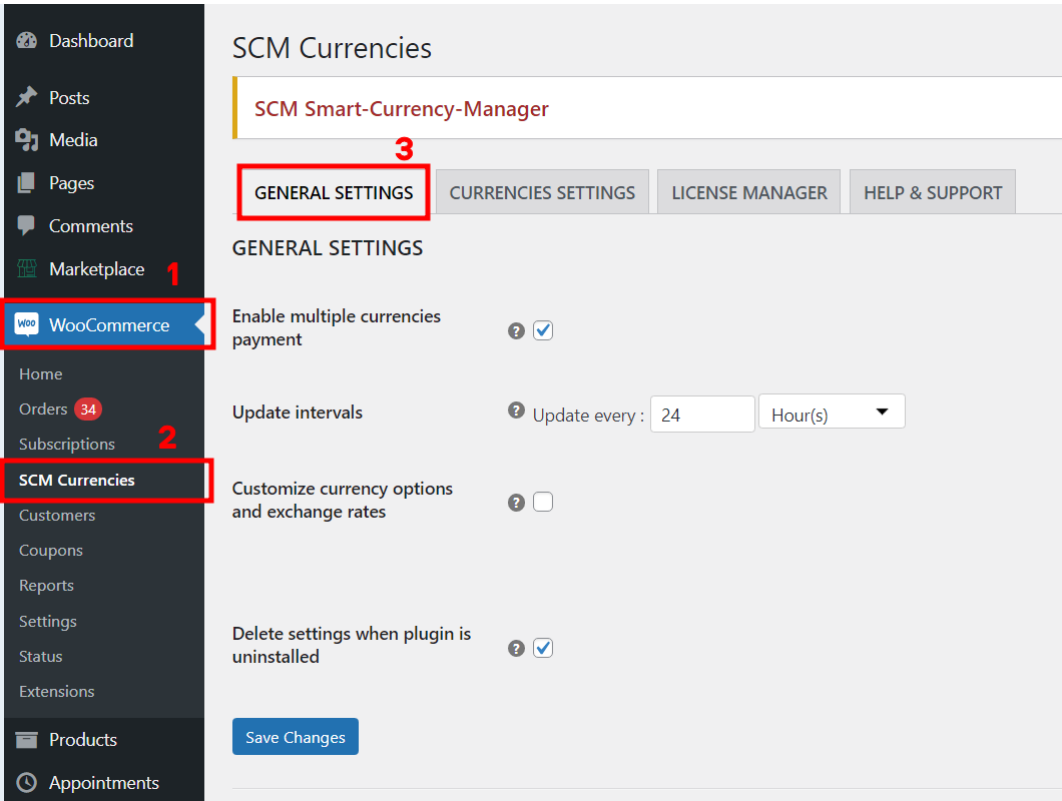 Dashboard
Posts
Media
Pages
Comments
Marketplace
1
woo WooCommerce
Home
Orders 34
Subscriptions
2
SCM Currencies
Customers
Coupons
Reports
Settings
Status
Extensions
Products
Appointments
SCM Currencies
SCM Smart-Currency-Manager
3
GENERAL SETTINGS CURRENCIES SETTINGS LICENSE MANAGER HELP & SUPPORT
GENERAL SETTINGS
Enable multiple currencies
payment
?
Update intervals ? Update every : 24 Hour(s)
Customize currency options
and exchange rates
?
Delete settings when plugin is
uninstalled
?
Save Changes